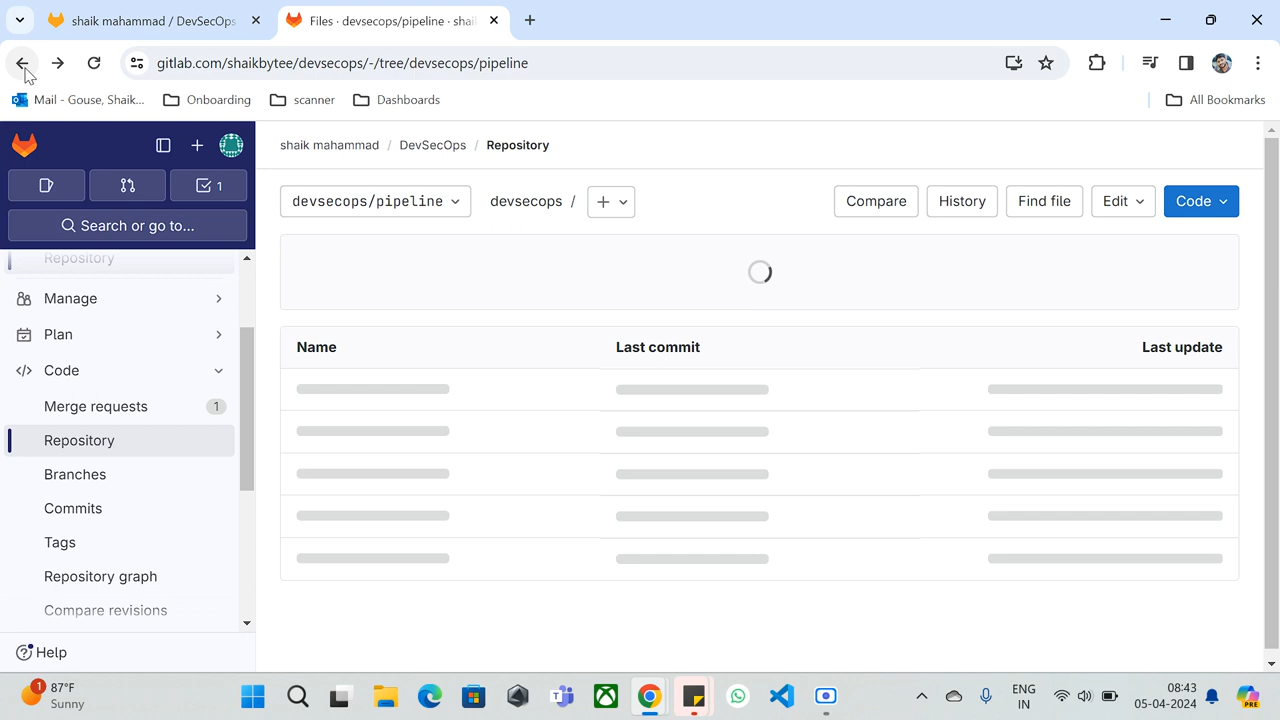 shaik mahammad / DevSecOps
Files · devsecops/pipeline · shai
gitlab.com/shaikbytee/devsecops/-/tree/devsecops/pipeline
Mail - Gouse, Shaik...
Onboarding
scanner
Dashboards
All Bookmarks
1
Search or go to...
Repository
Manage
Plan
Code
Merge requests
1
Repository
Branches
Commits
Tags
Repository graph
Compare revisions
Help
shaik mahammad / DevSecOps / Repository
devsecops/pipeline
devsecops /
Compare
History
Find file
Edit
Code
Name
Last commit
Last update
1
87°F
Sunny
ENG
IN
08:43
05-04-2024
PRE